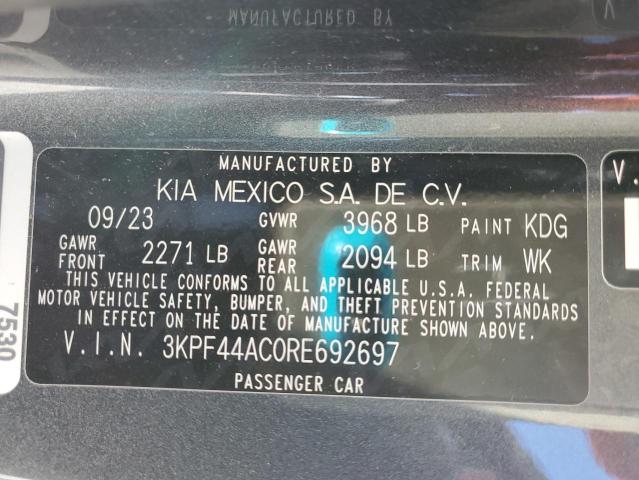 MANUFACTURED BY
V
MANUFACTURED BY
KIA MEXICO S.A. DE C.V.
09/23 GVWR 3968 LB PAINT KDG
GAWR FRONT 2271 LB GAWR REAR 2094 LB TRIM WK
THIS VEHICLE CONFORMS TO ALL APPLICABLE U.S.A. FEDERAL
MOTOR VEHICLE SAFETY, BUMPER, AND THEFT PREVENTION STANDARDS
IN EFFECT ON THE DATE OF MANUFACTURE SHOWN ABOVE.
V.I.N. 3KPF44AC0RE692697
PASSENGER CAR
V.
7530